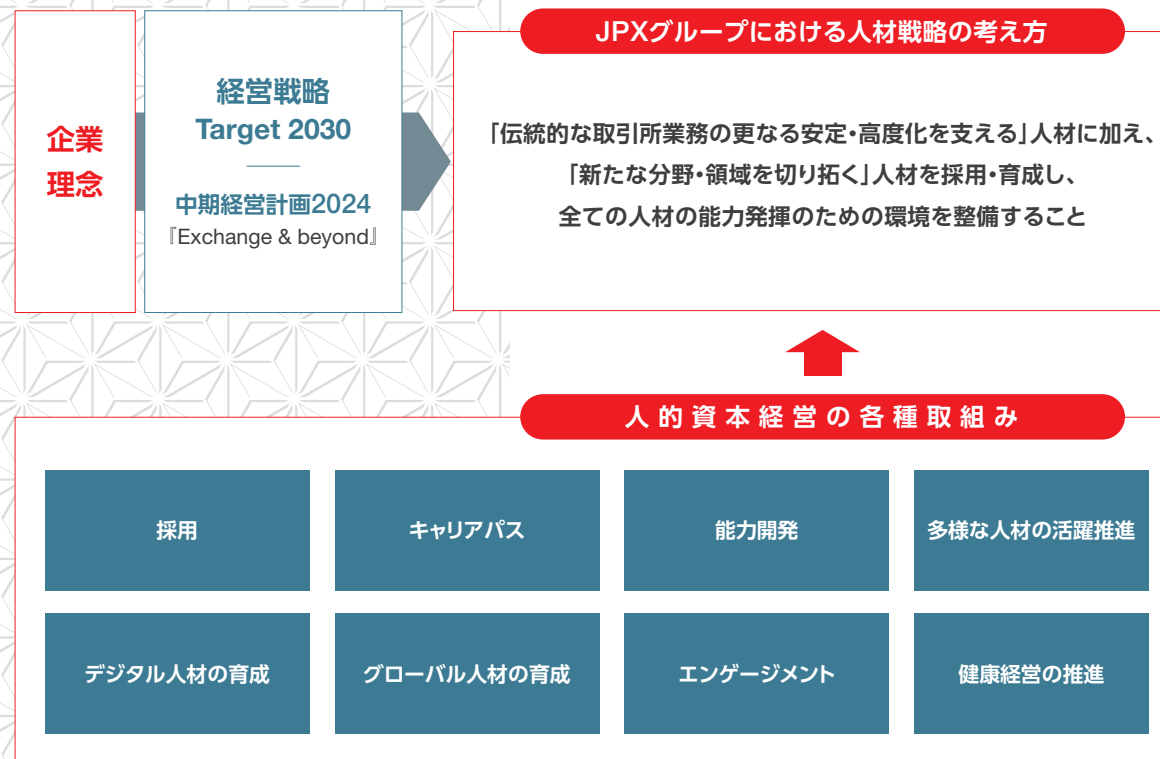 企業
理念
経営戦略
Target 2030
中期経営計画2024
『Exchange & beyond』
JPXグループにおける人材戦略の考え方
「伝統的な取引所業務の更なる安定・高度化を支える」人材に加え、
「新たな分野・領域を切り拓く」人材を採用・育成し、
全ての人材の能力発揮のための環境を整備すること
人的資本経営の各種取組み
採用
キャリアパス
能力開発
多様な人材の活躍推進
デジタル人材の育成
グローバル人材の育成
エンゲージメント
健康経営の推進